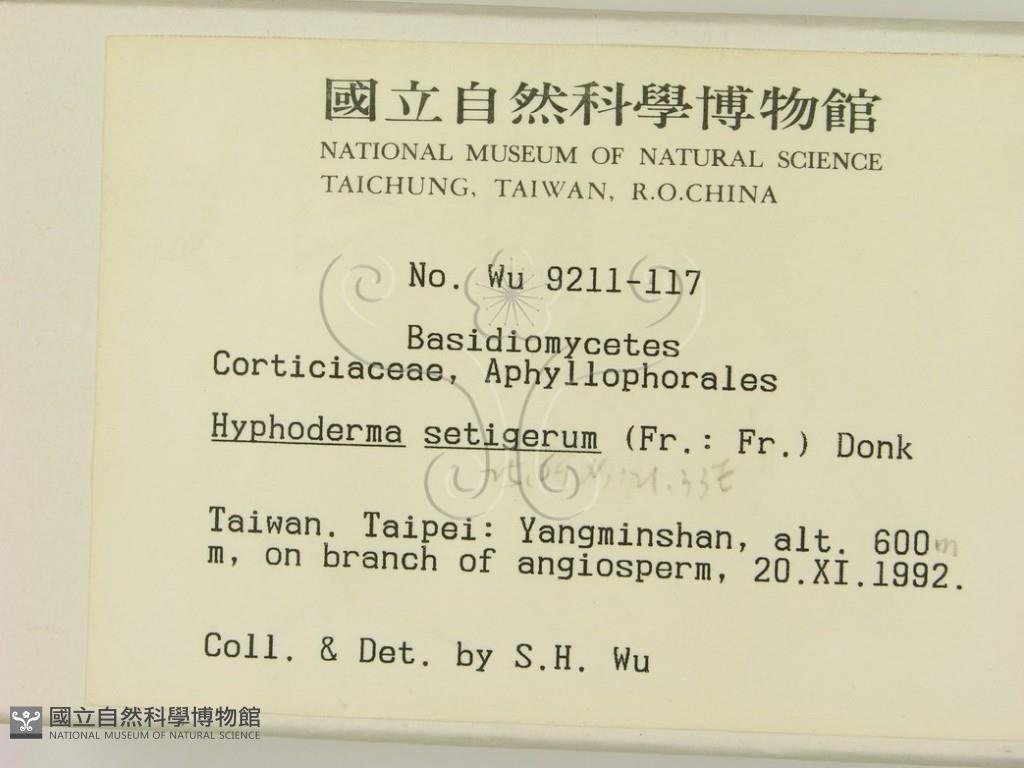 國立自然科學博物館
NATIONAL MUSEUM OF NATURAL SCIENCE
TAICHUNG, TAIWAN, R.O.CHINA
No. Wu 9211-117
Basidiomycetes
Corticiaceae, Aphyllophorales
Hyphoderma setigerum (Fr.: Fr.) Donk
Taiwan. Taipei: Yangminshan, alt. 600m
m, on branch of angiosperm, 20.XI.1992.
Coll. & Det. by S.H. Wu
國立自然科學博物館
NATIONAL MUSEUM OF NATURAL SCIENCE